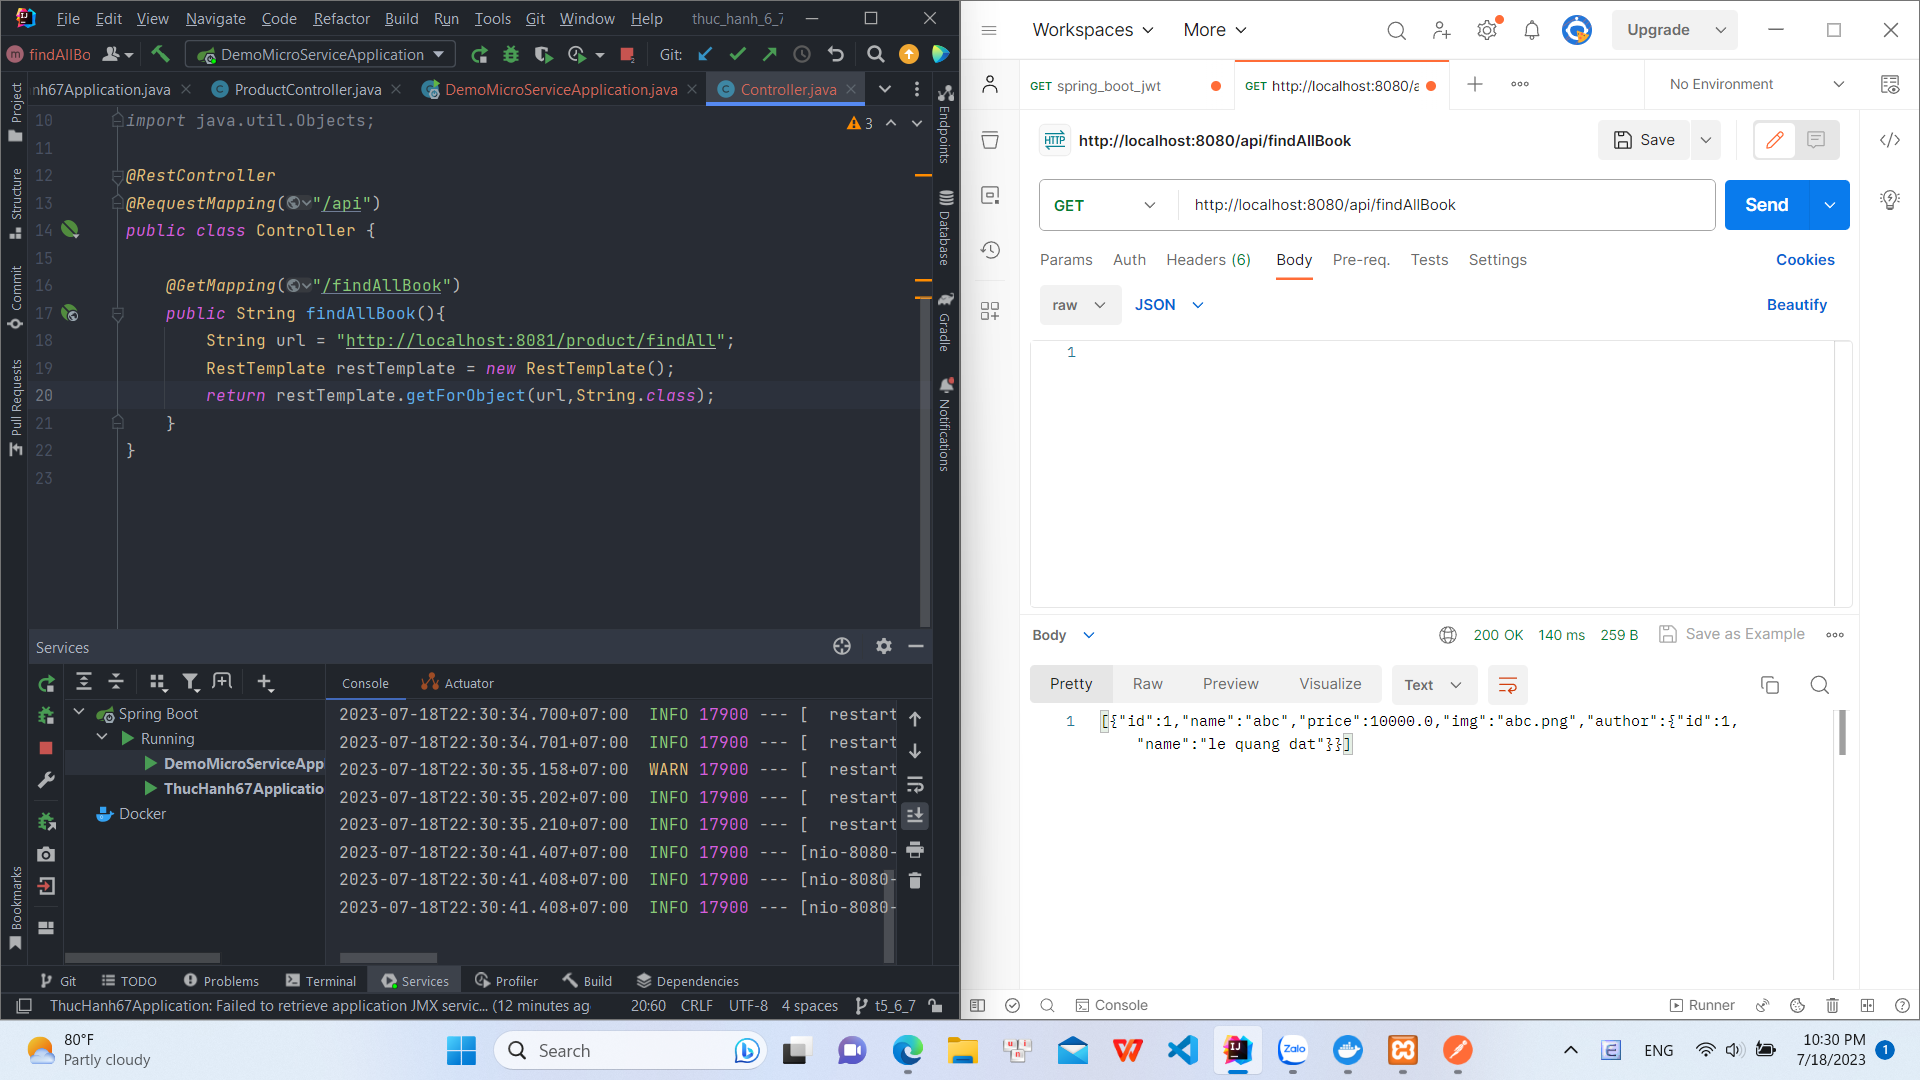 File Edit View Navigate Code Refactor Build Run Tools Git Window Help thuc_hanh_6_7
findAllBo DemoMicroServiceApplication Git:
nh67Application.java ProductController.java DemoMicroServiceApplication.java Controller.java
3
10 import java.util.Objects;
11
12 @RestController
13 @RequestMapping("/api")
14 public class Controller {
15
16 @GetMapping("/findAllBook")
17 public String findAllBook(){
18 String url = "http://localhost:8081/product/findAll";
19 RestTemplate restTemplate = new RestTemplate();
20 return restTemplate.getForObject(url,String.class);
21 }
22 }
23
Project
Structure
Commit
Pull Requests
Bookmarks
Endpoints
Database
Gradle
Notifications
Services
Console Actuator
Spring Boot
Running
DemoMicroServiceApp
ThucHanh67Applicatio
Docker
2023-07-18T22:30:34.700+07:00 INFO 17900 --- [ restart
2023-07-18T22:30:34.701+07:00 INFO 17900 --- [ restart
2023-07-18T22:30:35.158+07:00 WARN 17900 --- [ restart
2023-07-18T22:30:35.202+07:00 INFO 17900 --- [ restart
2023-07-18T22:30:35.210+07:00 INFO 17900 --- [ restart
2023-07-18T22:30:41.407+07:00 INFO 17900 --- [nio-8080-
2023-07-18T22:30:41.408+07:00 INFO 17900 --- [nio-8080-
2023-07-18T22:30:41.408+07:00 INFO 17900 --- [nio-8080-
Git TODO Problems Terminal Services Profiler Build Dependencies
ThucHanh67Application: Failed to retrieve application JMX servic... (12 minutes ag 20:60 CRLF UTF-8 4 spaces t5_6_7
Workspaces More Upgrade
GET spring_boot_jwt GET http://localhost:8080/a No Environment
HTTP http://localhost:8080/api/findAllBook Save
GET http://localhost:8080/api/findAllBook Send
Params Auth Headers (6) Body Pre-req. Tests Settings Cookies
raw JSON Beautify
1
Body 200 OK 140 ms 259 B Save as Example
Pretty Raw Preview Visualize Text
1 [{"id":1,"name":"abc","price":10000.0,"img":"abc.png","author":{"id":1,
"name":"le quang dat"}}]
Console Runner
80°F
Partly cloudy
Search
Zalo
ENG
10:30 PM
7/18/2023
1